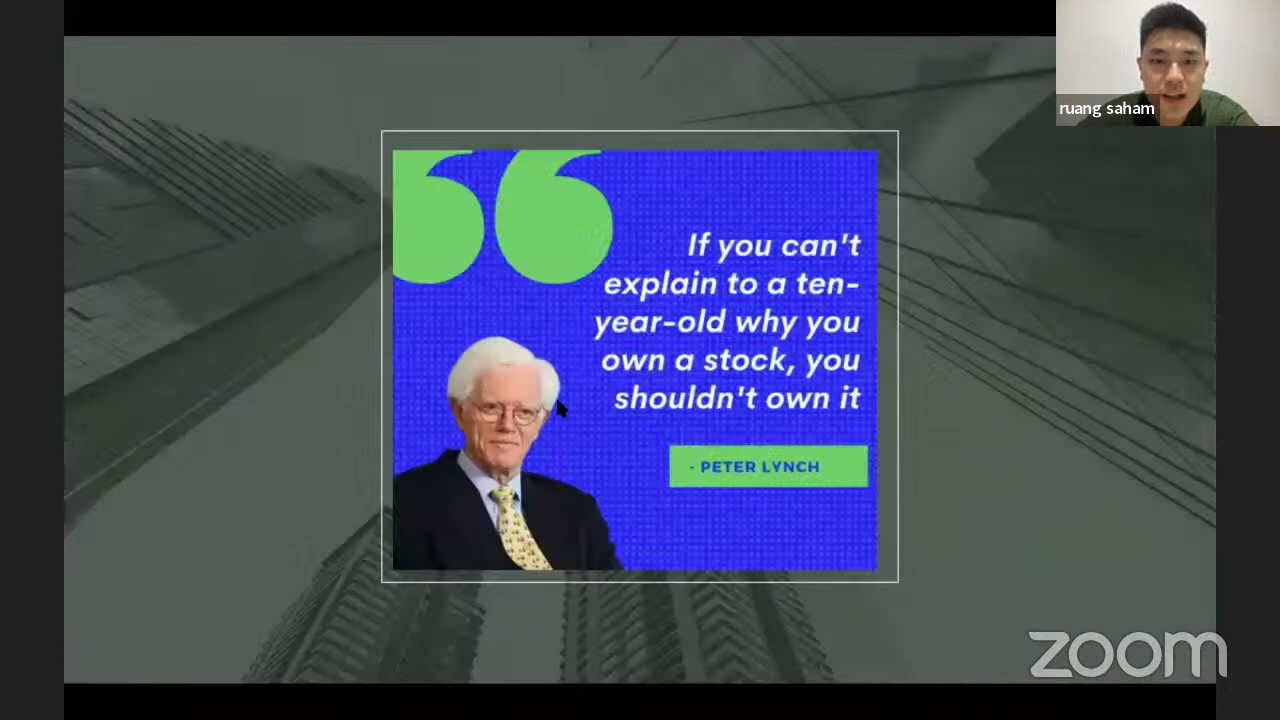 ruang saham
If you can't
explain to a ten-
year-old why you
own a stock, you
shouldn't own it
- PETER LYNCH
zoom